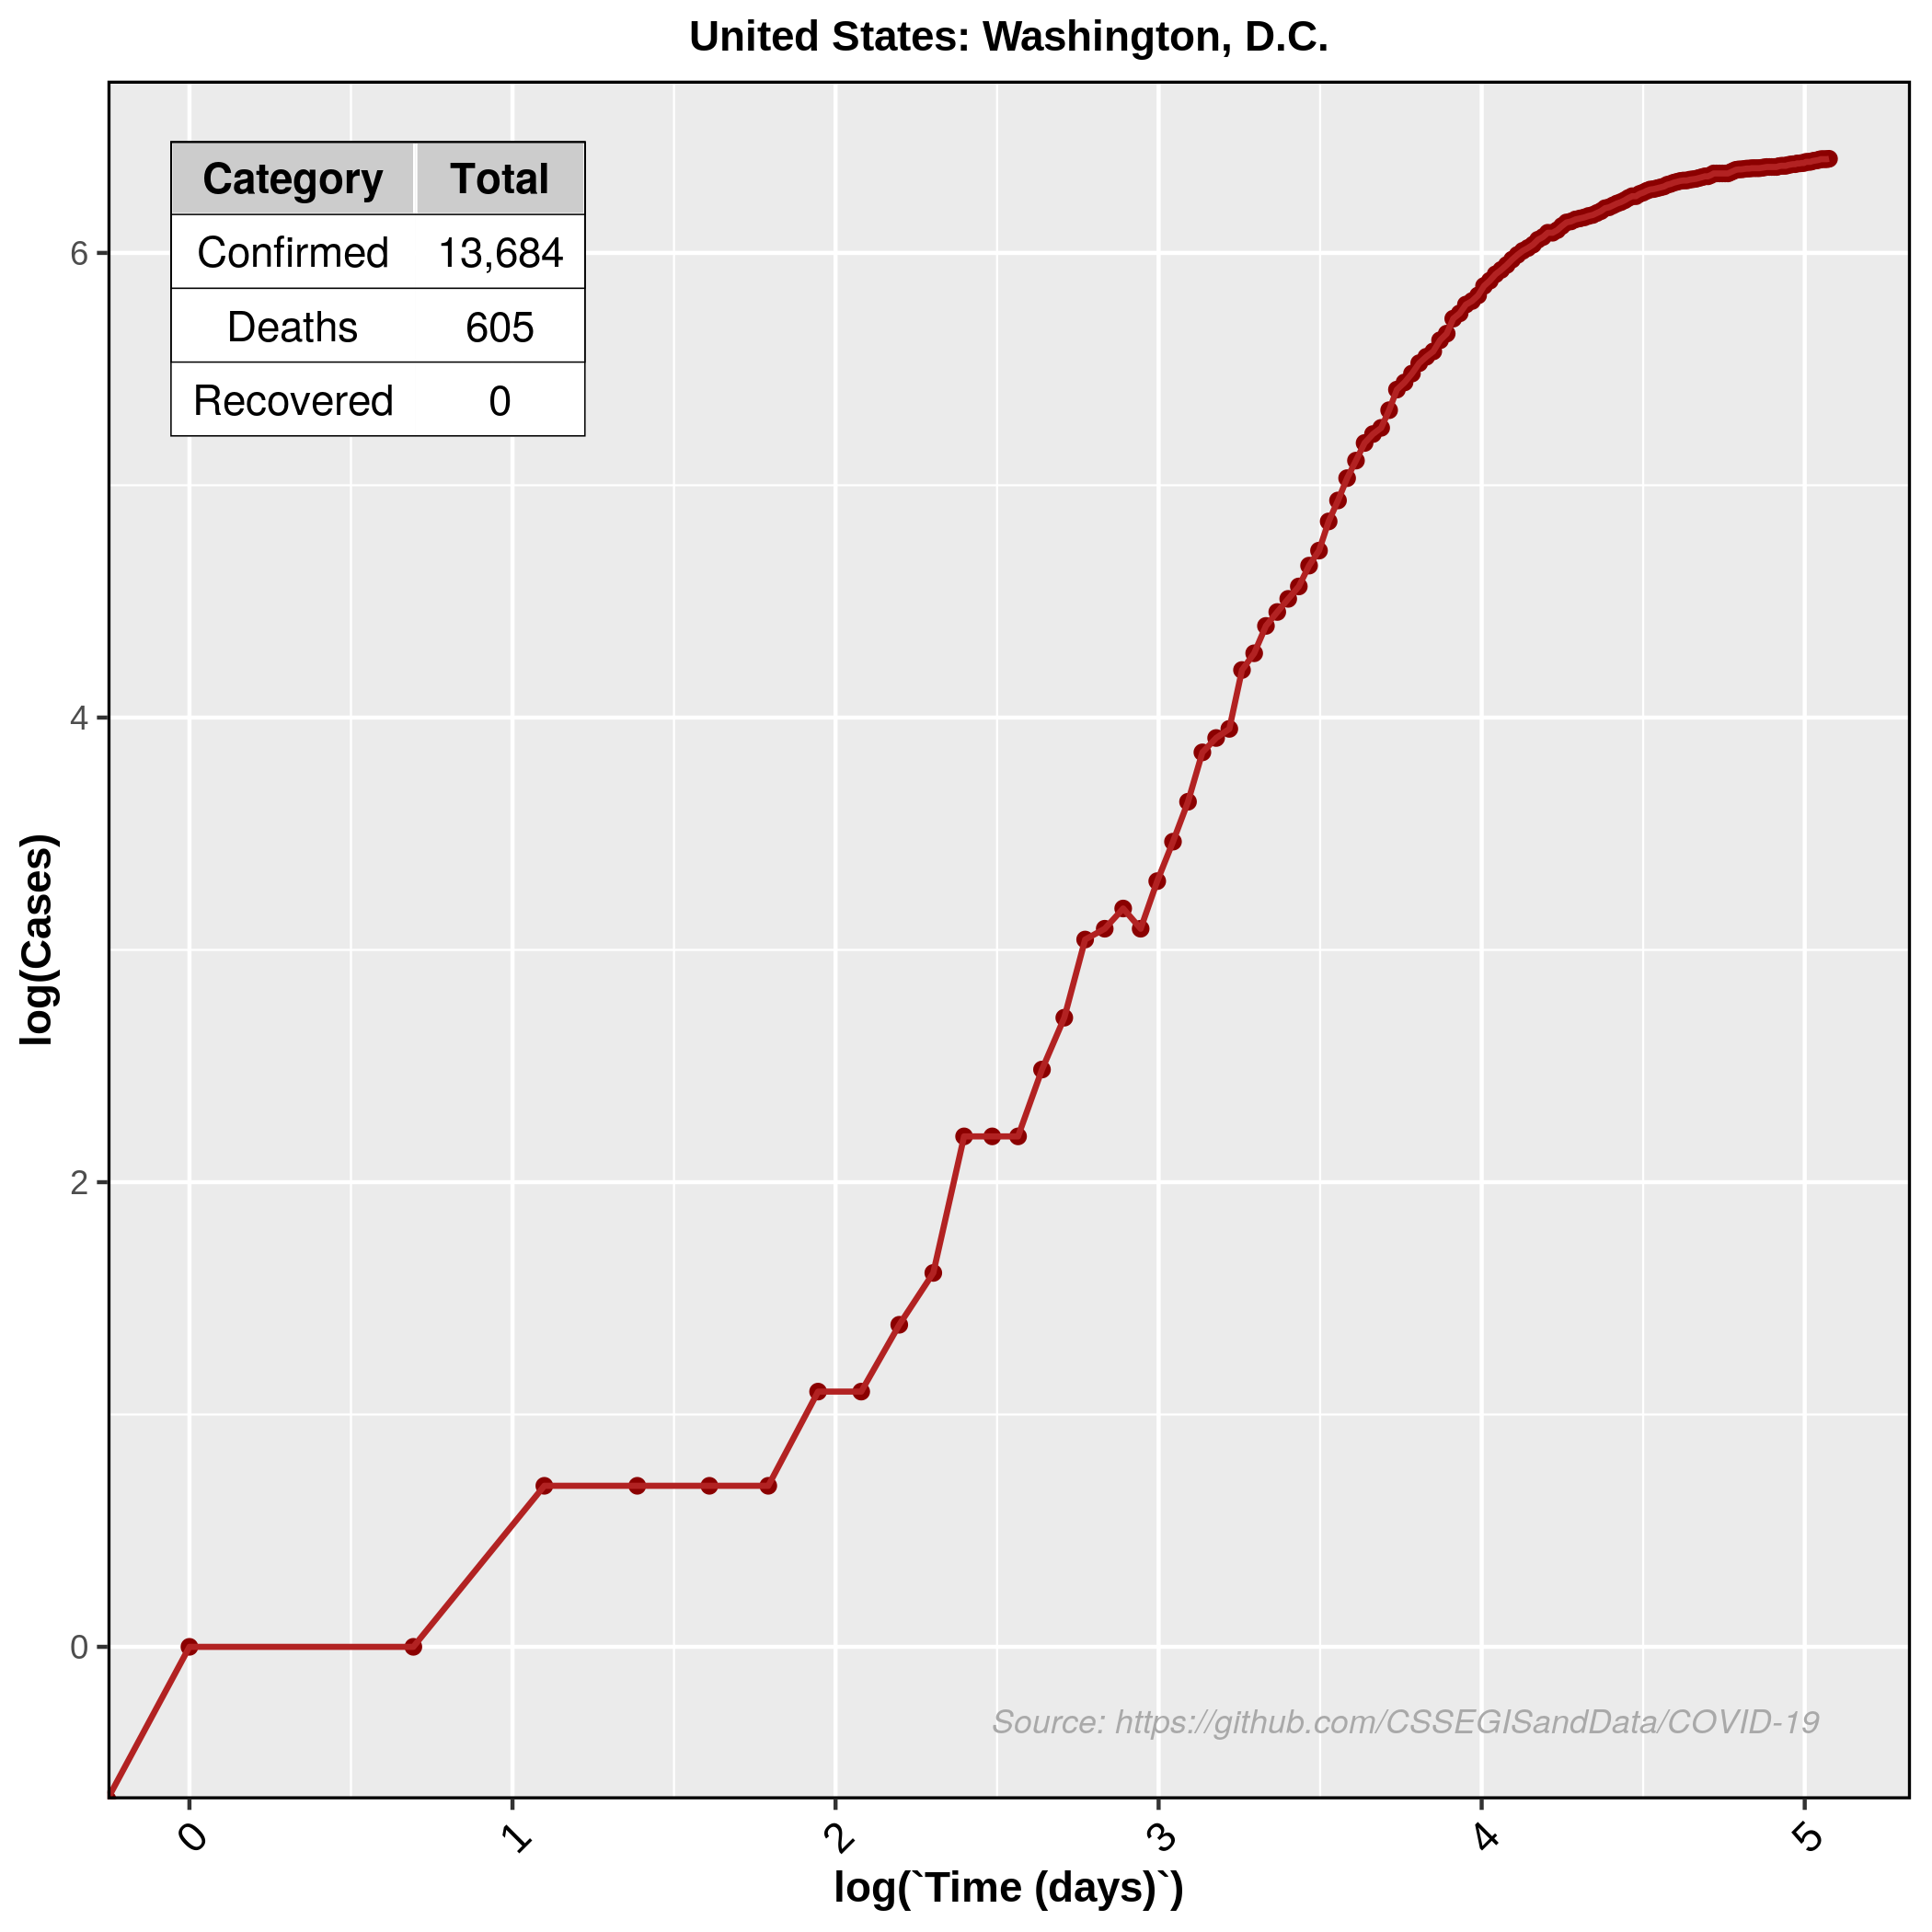 United States: Washington, D.C.
Category Total
Confirmed 13,684
Deaths 605
Recovered 0
6
4
2
0
log(Cases)
Source: https://github.com/CSSEGISandData/COVID-19
0 1 2 3 4 5
log(`Time (days)`)